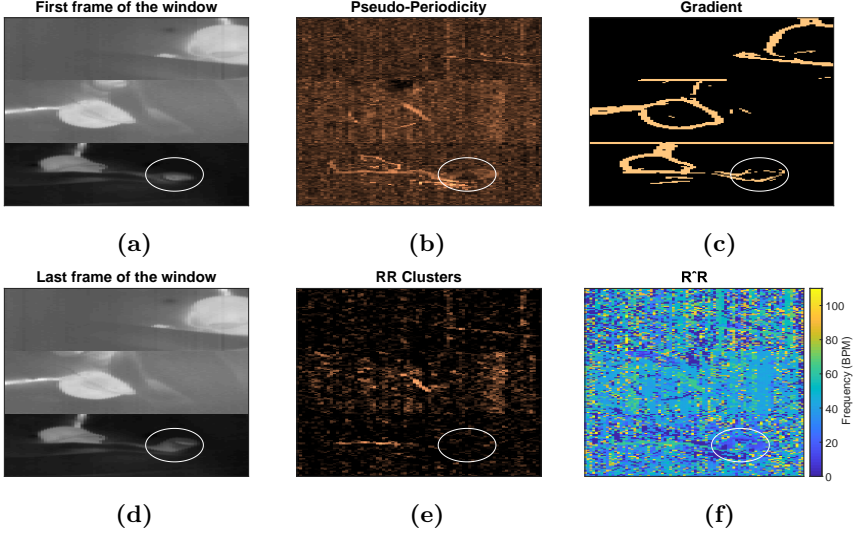 First frame of the window
Pseudo-Periodicity
Gradient
(a)
(b)
(c)
Last frame of the window
RR Clusters
RˆR
100
80
60
40
20
0
Frequency (BPM)
(d)
(e)
(f)